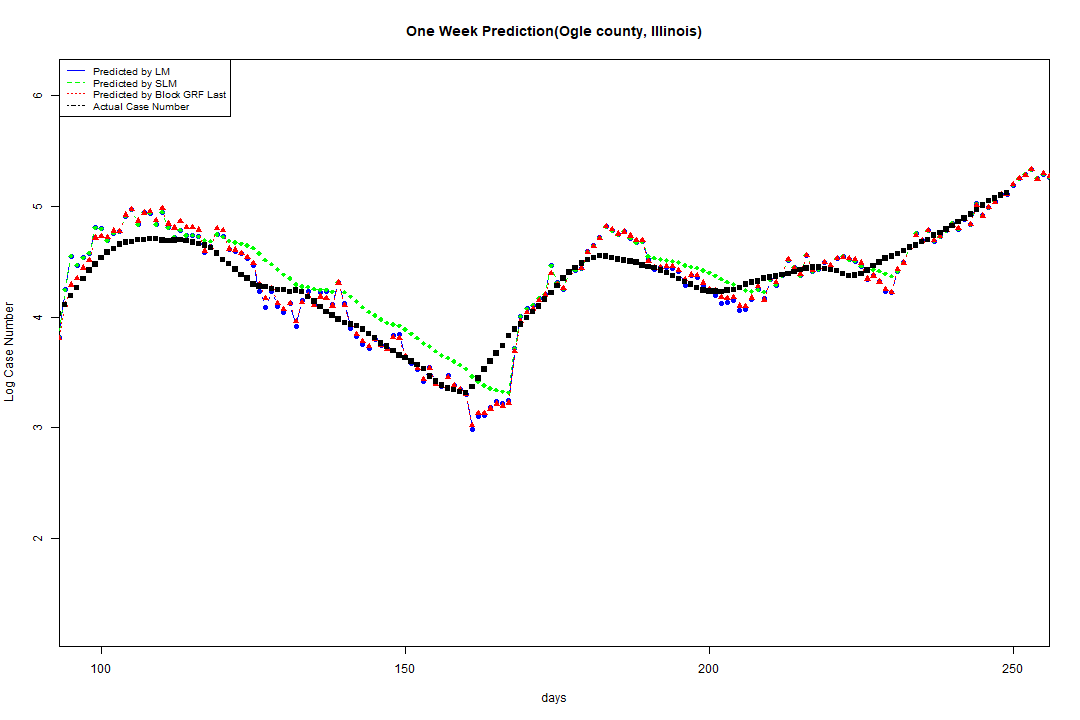 One Week Prediction(Ogle county, Illinois)
Predicted by LM
Predicted by SLM
Predicted by Block GRF Last
Actual Case Number
6
5
4
3
2
Log Case Number
100
150
200
250
days